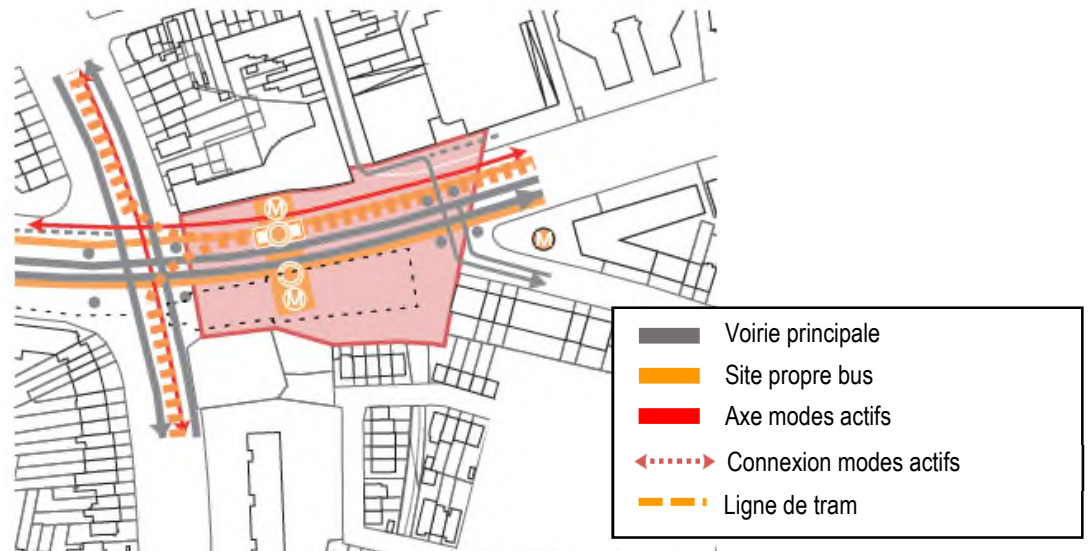 M
M
M
Voirie principale
Site propre bus
Axe modes actifs
Connexion modes actifs
Ligne de tram